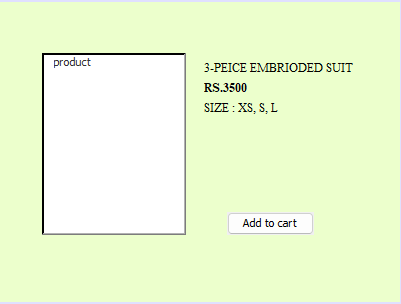 product
3-PEICE EMBRIODED SUIT
RS.3500
SIZE : XS, S, L
Add to cart